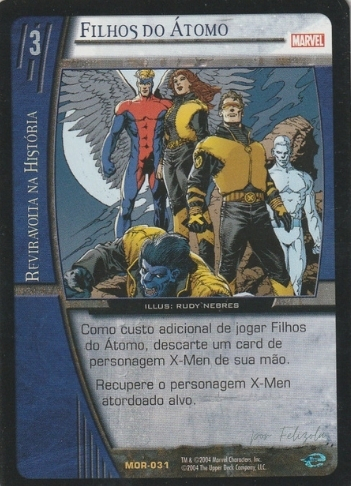 3
FILHOS DO ÁTOMO
MARVEL
REVIRAVOLTA NA HISTÓRIA
ILLUS: RUDY NEBRES
Como custo adicional de jogar Filhos
do Átomo, descarte um card de
personagem X-Men de sua mão.
Recupere o personagem X-Men
atordoado alvo.
por Felizola
MOR-031
TM & ©2004 Marvel Characters, Inc.
©2004 The Upper Deck Company, LLC.